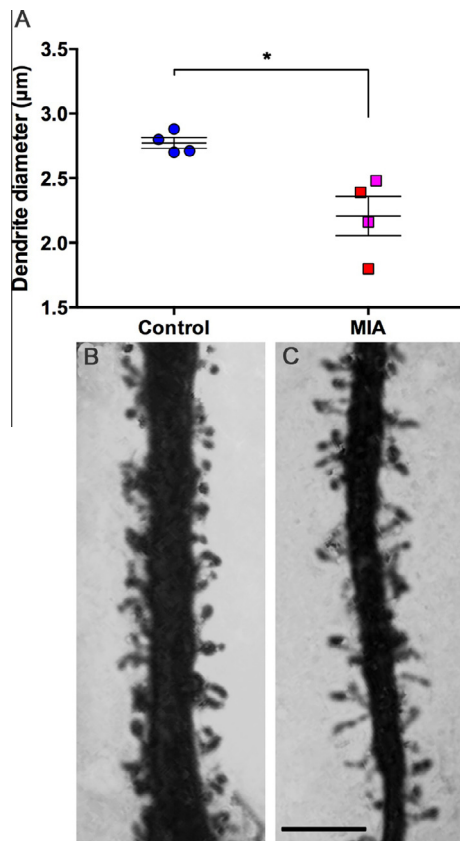 A
*
3.5
3.0
2.5
2.0
1.5
Dendrite diameter (µm)
Control
MIA
B
C